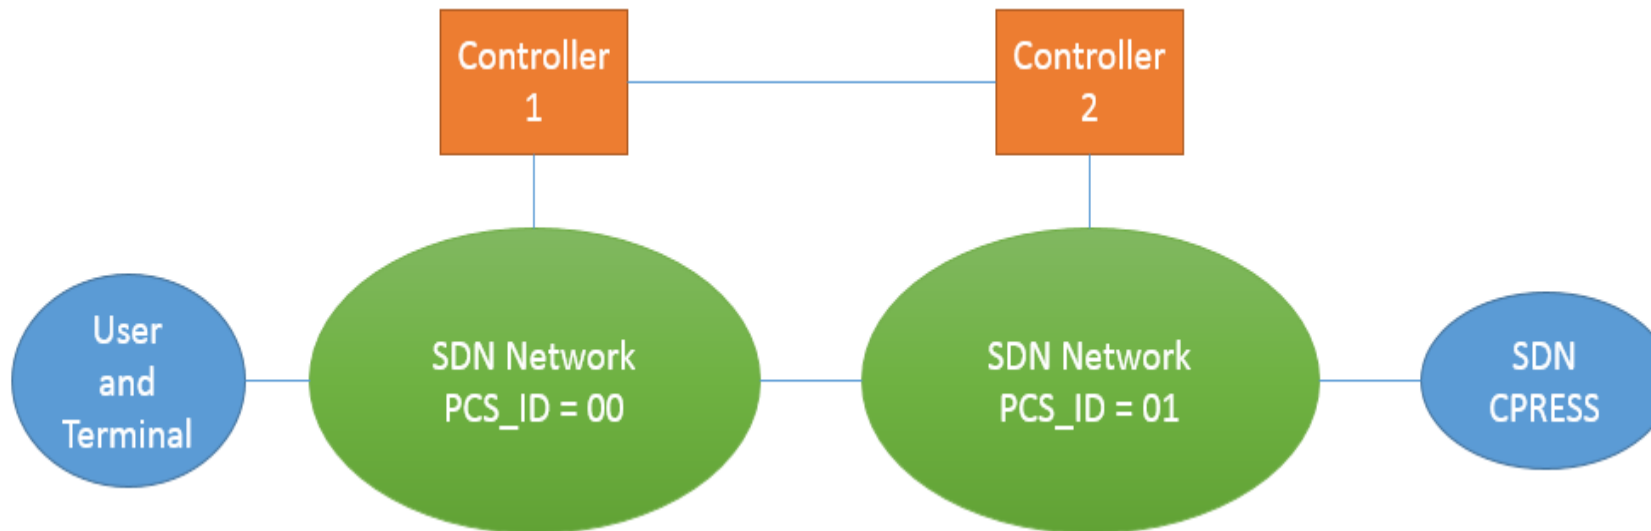 Controller
1
Controller
2
User
and
Terminal
SDN Network
PCS_ID = 00
SDN Network
PCS_ID = 01
SDN
CPRESS